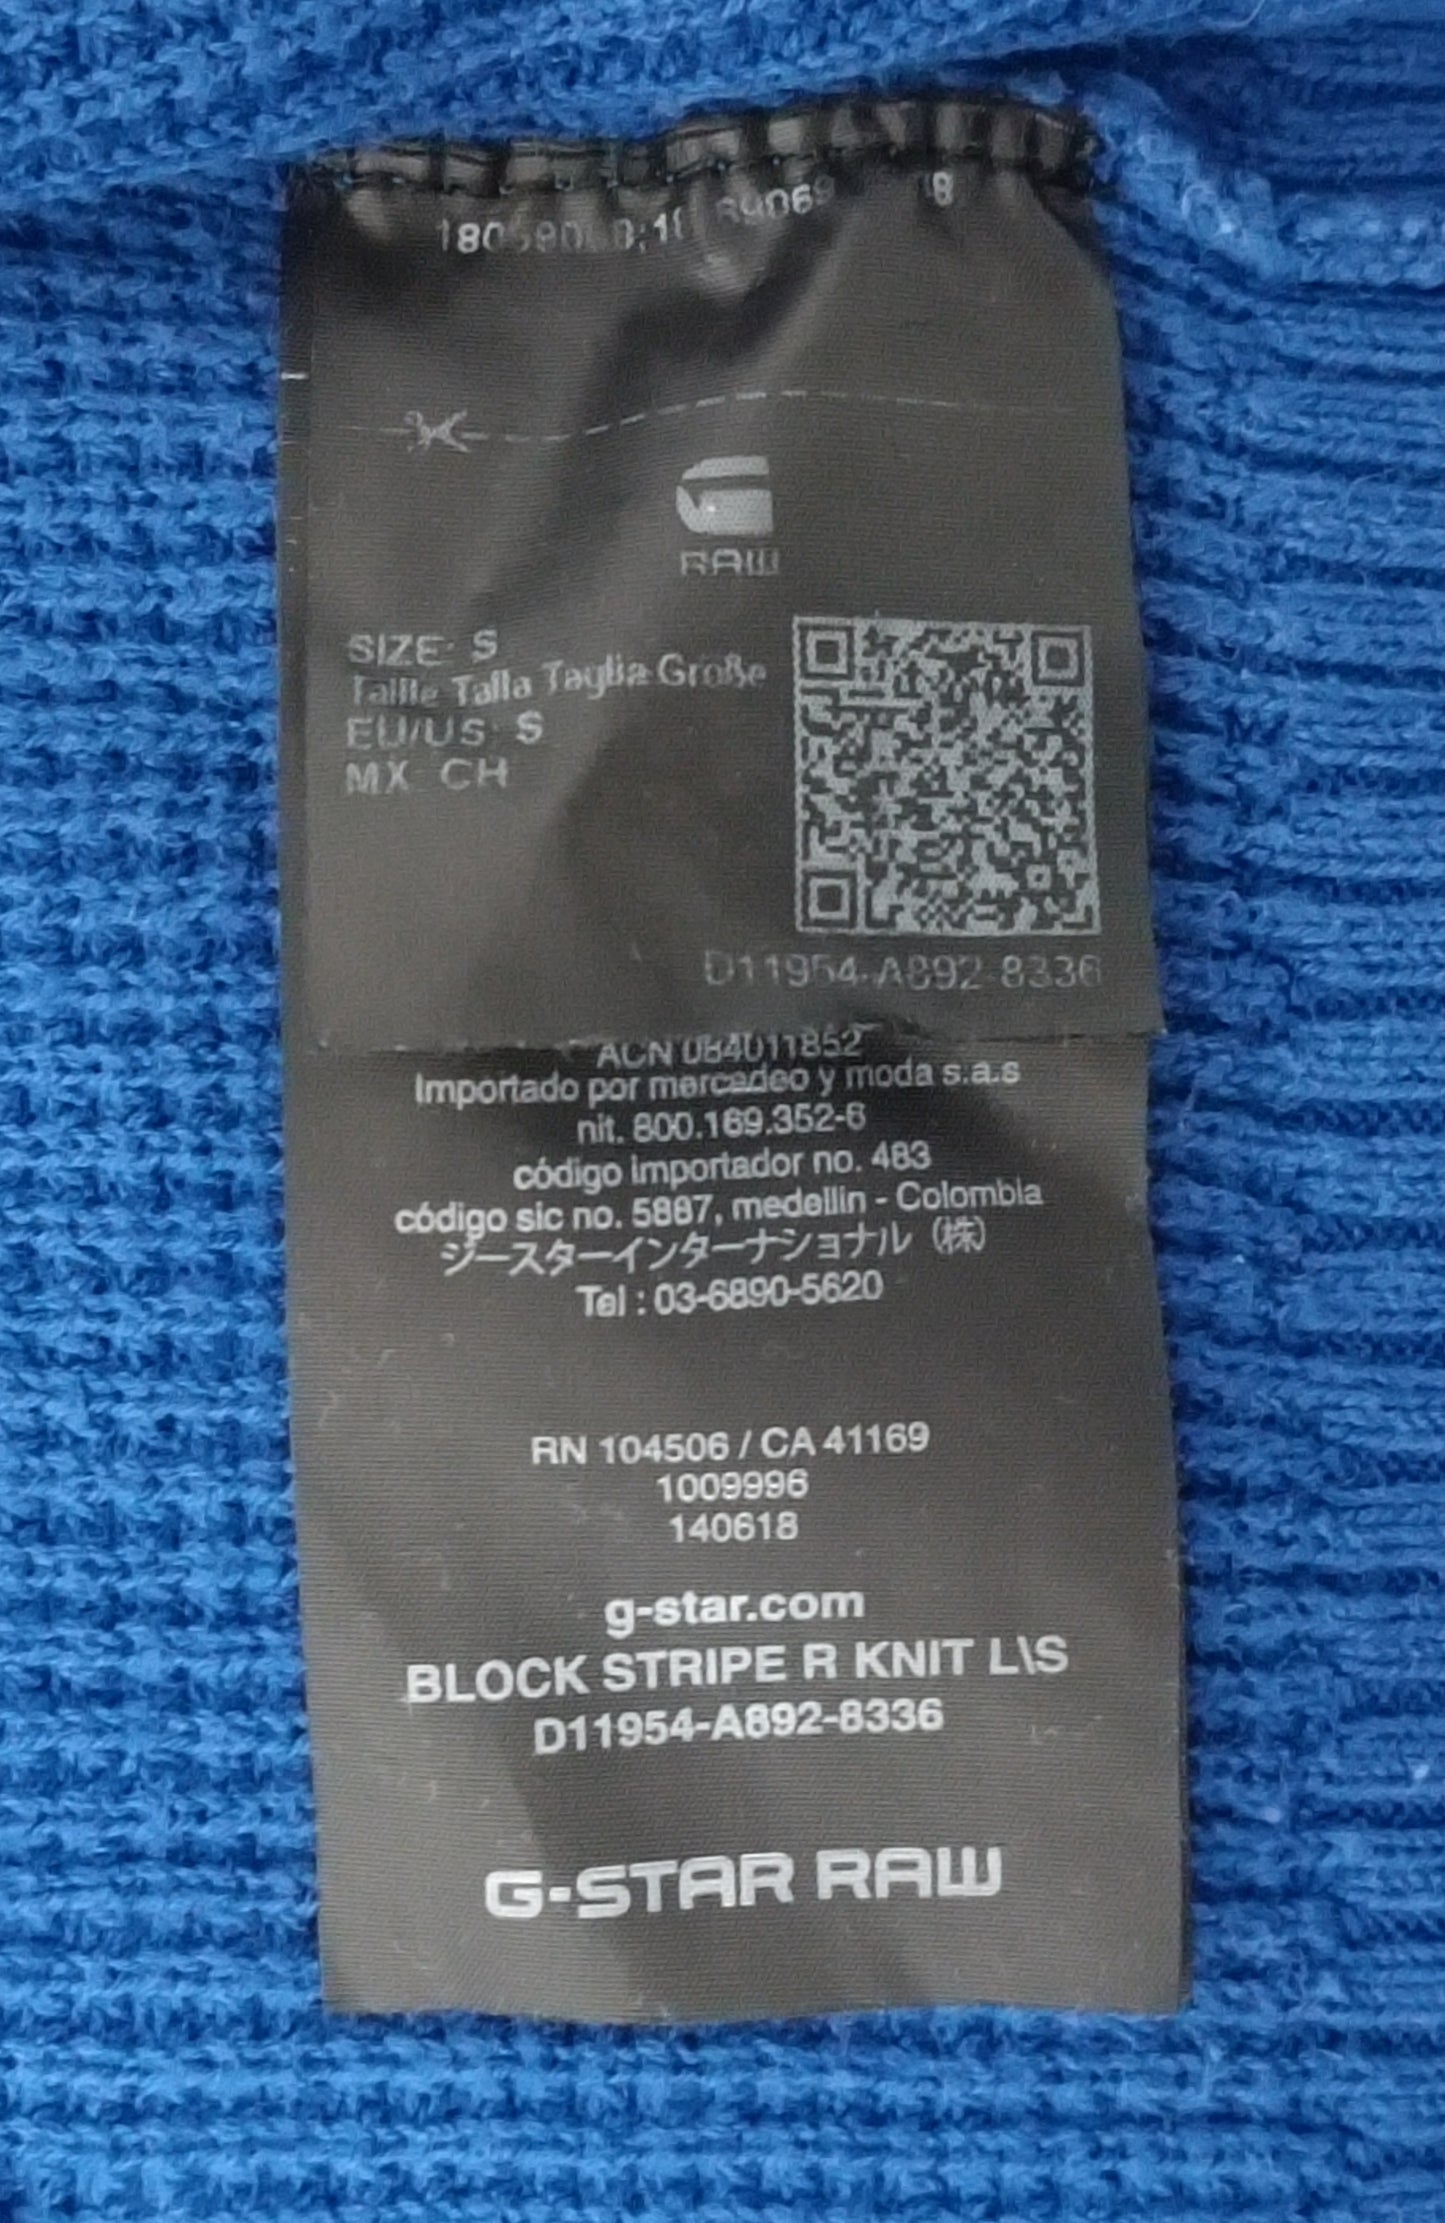 RAW
SIZE: S
Taille Talla Taglia Größe
EU/US: S
MX: CH
D11954-A892-8336
ACN 084011852
Importado por mercadeo y moda s.a.s
nit. 800.169.352-6
código importador no. 483
código sic no. 5887, medellin - Colombia
ジースターインターナショナル（株）
Tel : 03-6890-5620
RN 104506 / CA 41169
1009996
140618
g-star.com
BLOCK STRIPE R KNIT L\S
D11954-A892-8336
G-STAR RAW